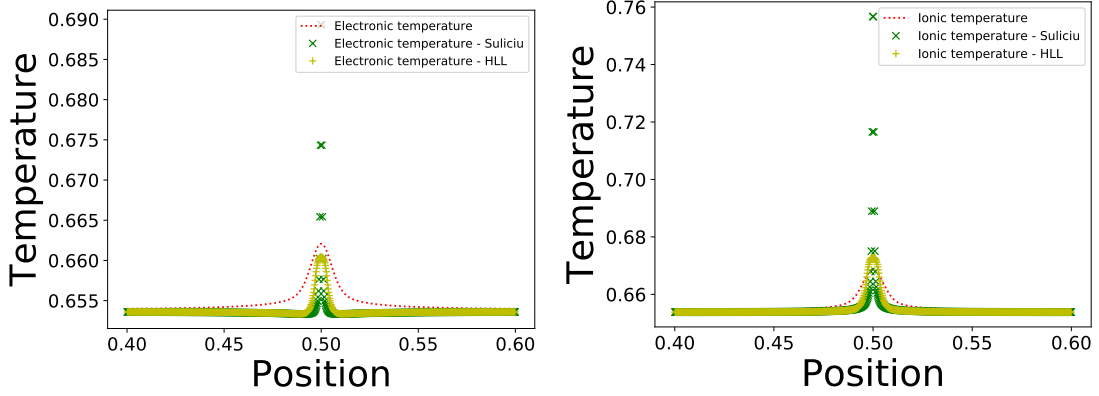 0.690
0.685
0.680
0.675
0.670
0.665
0.660
0.655
Temperature
Electronic temperature
Electronic temperature - Suliciu
Electronic temperature - HLL
0.40
0.45
0.50
0.55
0.60
Position
0.76
0.74
0.72
0.70
0.68
0.66
Temperature
Ionic temperature
Ionic temperature - Suliciu
Ionic temperature - HLL
0.40
0.45
0.50
0.55
0.60
Position